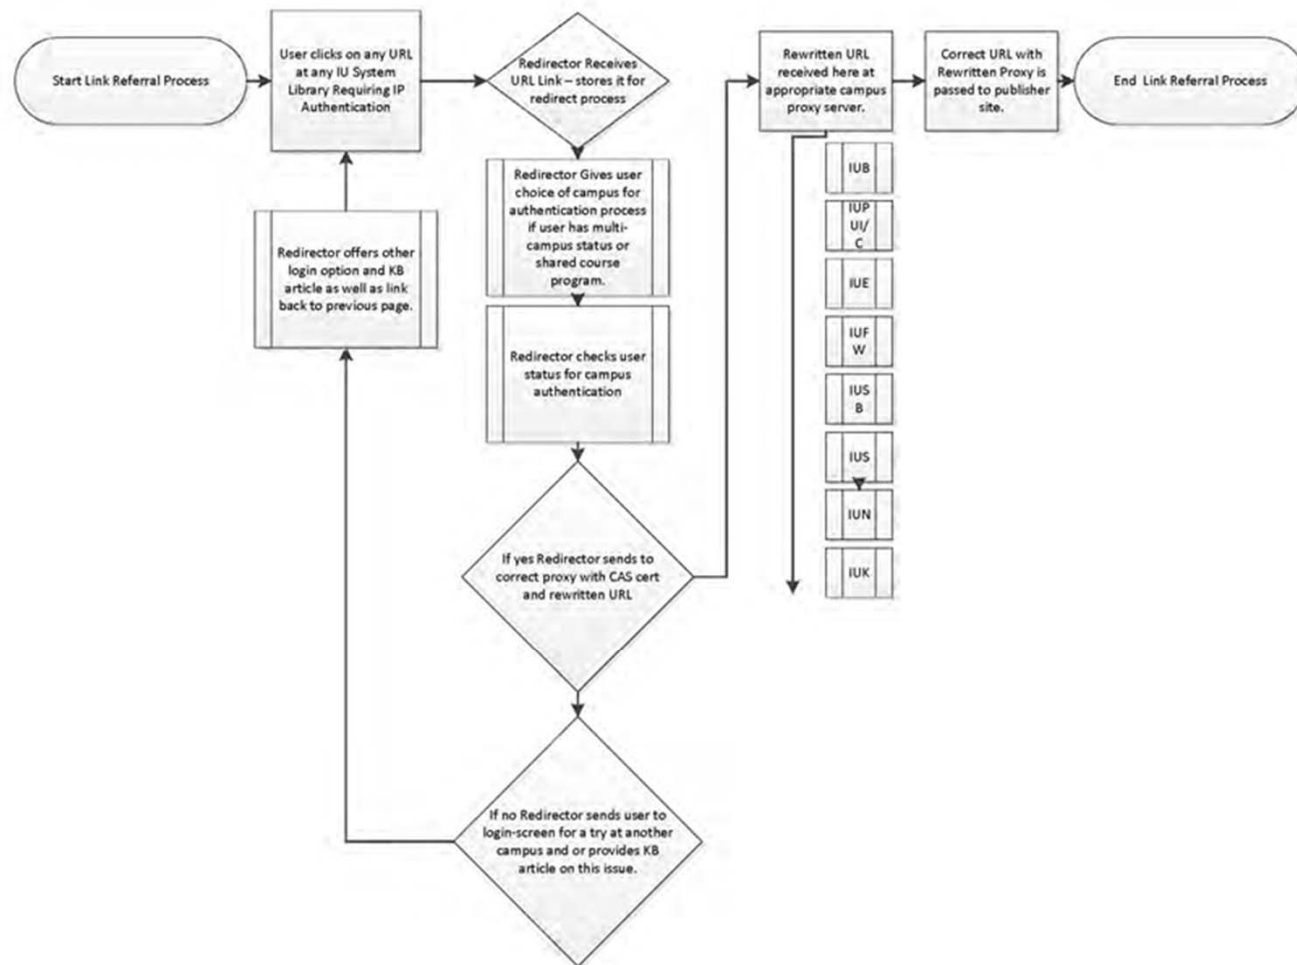 Start Link Referral Process
User clicks on any URL
at any IU System
Library Requiring IP
Authentication
Redirector Receives
URL Link – stores it for
redirect process
Rewritten URL
received here at
appropriate campus
proxy server.
Correct URL with
Rewritten Proxy is
passed to publisher
site.
End Link Referral Process
Redirector Gives user
choice of campus for
authentication process
if user has multi-
campus status or
shared course
program.
Redirector offers other
login option and KB
article as well as link
back to previous page.
Redirector checks user
status for campus
authentication
IUB
IUP
UI/
C
IUE
IUF
W
IUS
B
IUS
IUN
IUK
If yes Redirector sends to
correct proxy with CAS cert
and rewritten URL
If no Redirector sends user to
login-screen for a try at another
campus and or provides KB
article on this issue.